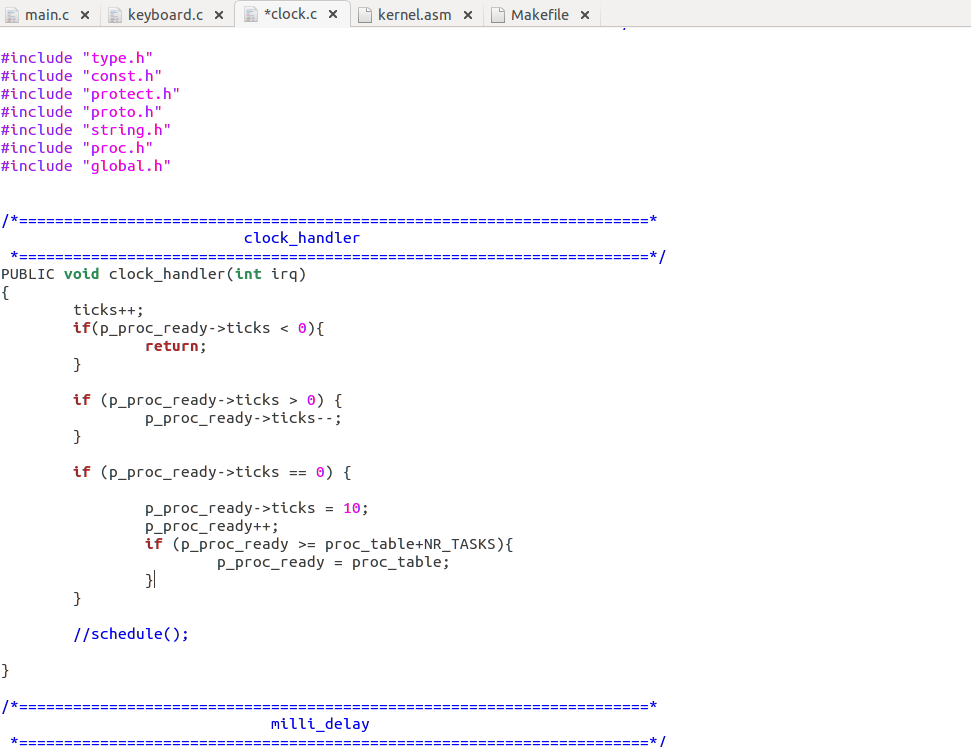 main.c × keyboard.c × *clock.c × kernel.asm × Makefile ×
#include "type.h"
#include "const.h"
#include "protect.h"
#include "proto.h"
#include "string.h"
#include "proc.h"
#include "global.h"
/*======================================================================*
clock_handler
*======================================================================*/
PUBLIC void clock_handler(int irq)
{
ticks++;
if(p_proc_ready->ticks < 0){
return;
}
if (p_proc_ready->ticks > 0) {
p_proc_ready->ticks--;
}
if (p_proc_ready->ticks == 0) {
p_proc_ready->ticks = 10;
p_proc_ready++;
if (p_proc_ready >= proc_table+NR_TASKS){
p_proc_ready = proc_table;
}
}
//schedule();
}
/*======================================================================*
milli_delay
*======================================================================*/